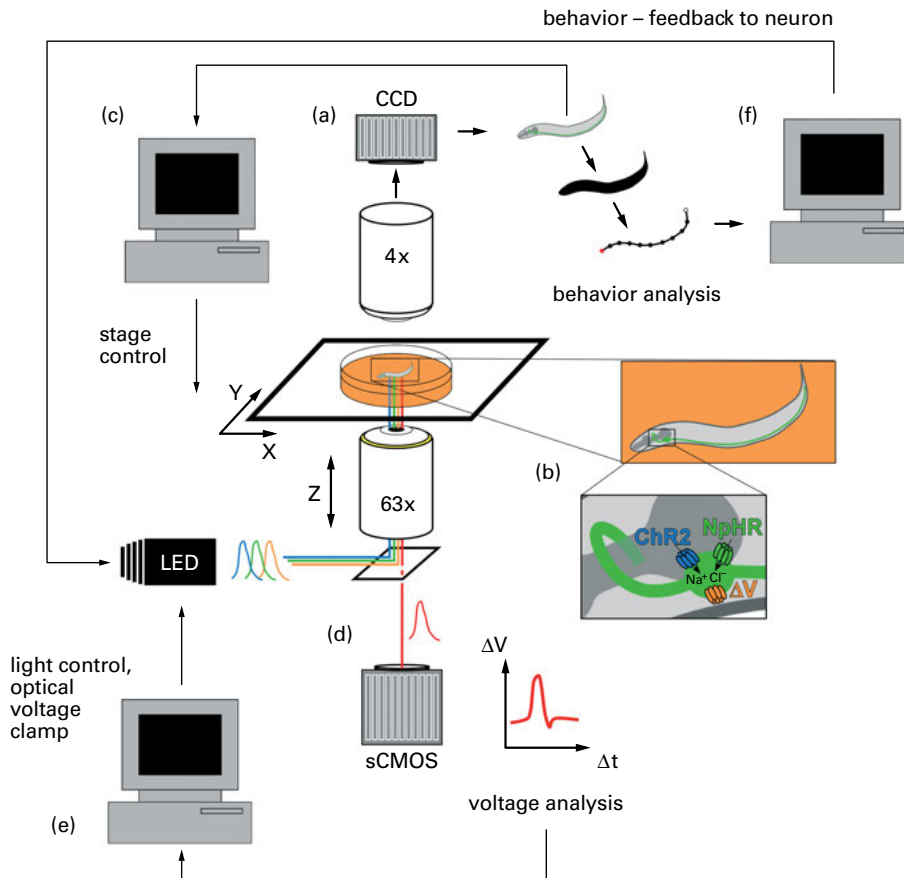 behavior – feedback to neuron
(c)
(a)
CCD
(f)
4x
behavior analysis
stage
control
Y
X
(b)
Z
63x
ChR2
NpHR
Na⁺
Cl⁻
ΔV
LED
(d)
light control,
optical
voltage
clamp
ΔV
Δt
sCMOS
voltage analysis
(e)